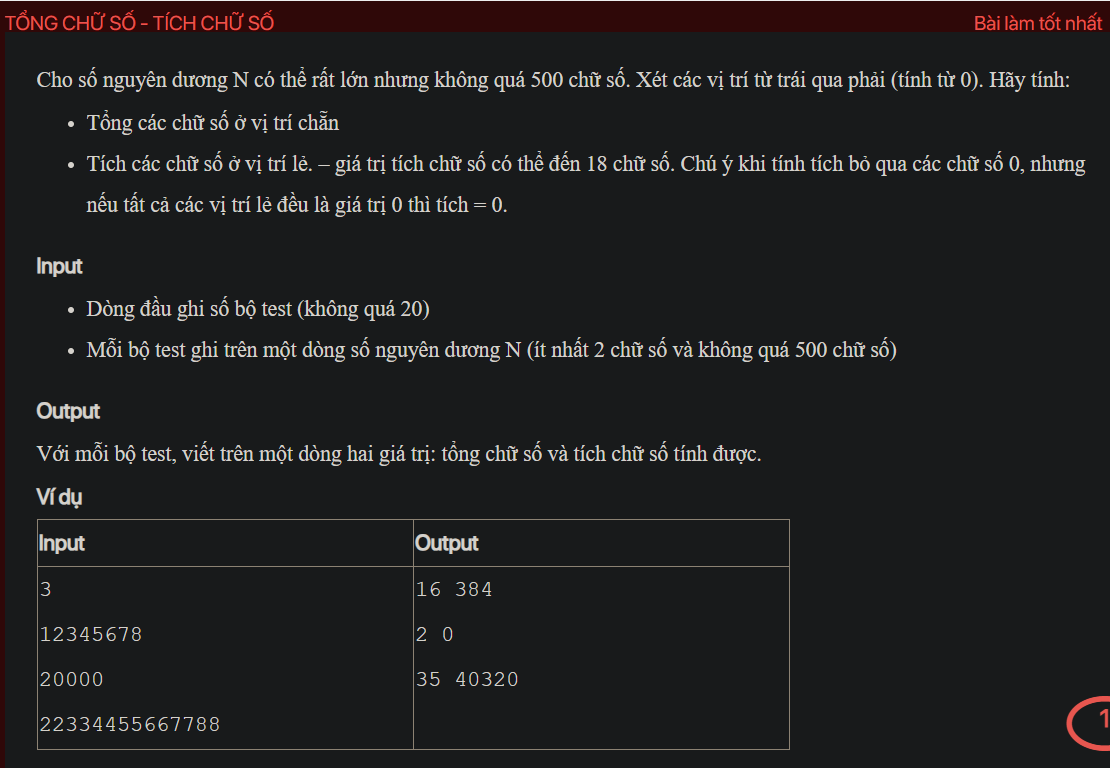 TỔNG CHỮ SỐ - TÍCH CHỮ SỐ Bài làm tốt nhất
Cho số nguyên dương N có thể rất lớn nhưng không quá 500 chữ số. Xét các vị trí từ trái qua phải (tính từ 0). Hãy tính:
• Tổng các chữ số ở vị trí chẵn
• Tích các chữ số ở vị trí lẻ. – giá trị tích chữ số có thể đến 18 chữ số. Chú ý khi tính tích bỏ qua các chữ số 0, nhưng
nếu tất cả các vị trí lẻ đều là giá trị 0 thì tích = 0.
Input
• Dòng đầu ghi số bộ test (không quá 20)
• Mỗi bộ test ghi trên một dòng số nguyên dương N (ít nhất 2 chữ số và không quá 500 chữ số)
Output
Với mỗi bộ test, viết trên một dòng hai giá trị: tổng chữ số và tích chữ số tính được.
Ví dụ
Input Output
3 16 384
12345678 2 0
20000 35 40320
22334455667788
1